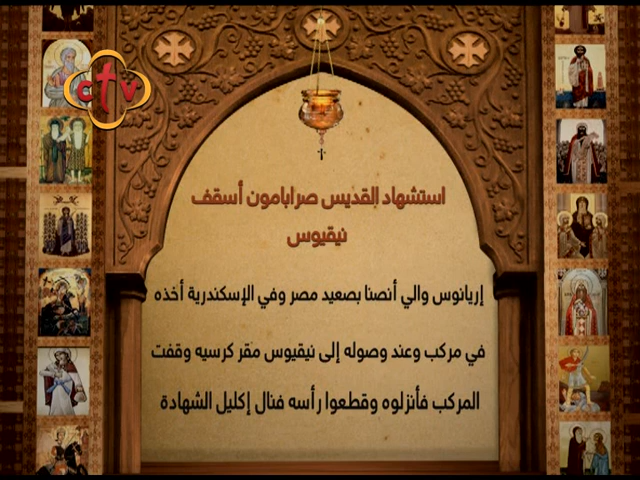 ctv
استشهاد القديس صرابامون أسقف
نيقيوس
إريانوس والي أنصنا بصعيد مصر وفي الإسكندرية أخذه
في مركب وعند وصوله إلى نيقيوس مقر كرسيه وقفت
المركب فأنزلوه وقطعوا رأسه فنال إكليل الشهادة